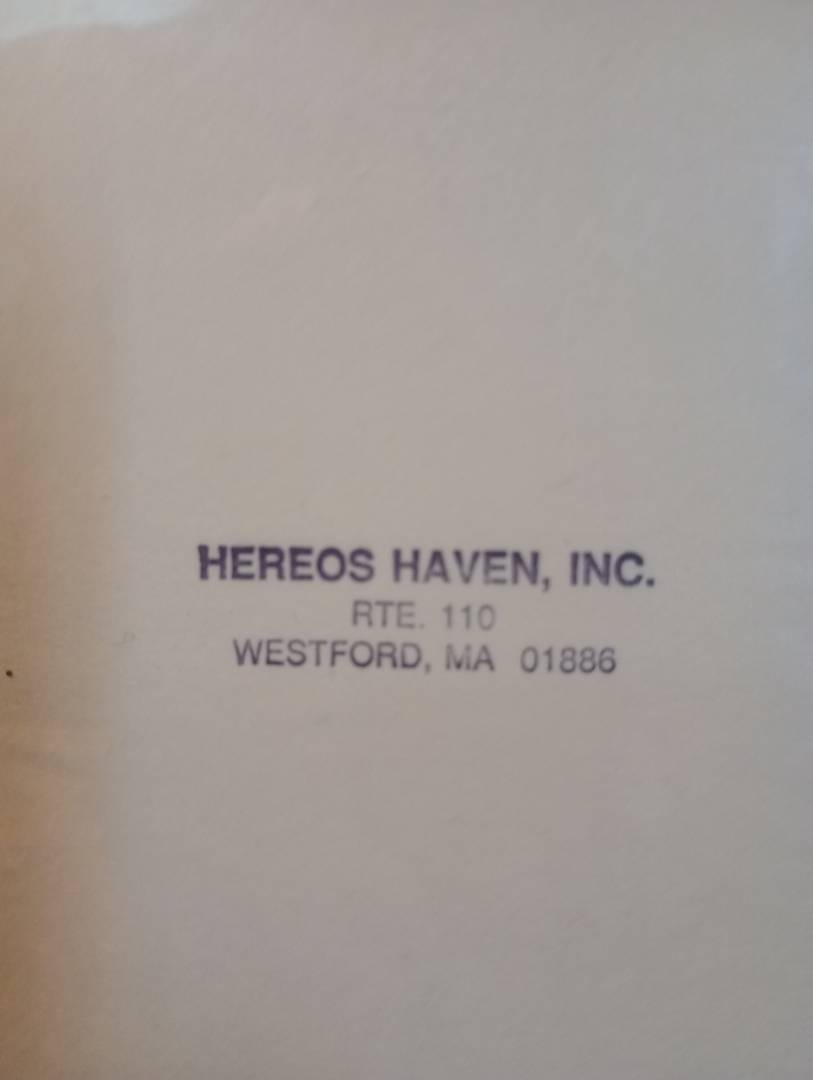 HEREOS HAVEN, INC.
RTE. 110
WESTFORD, MA 01886